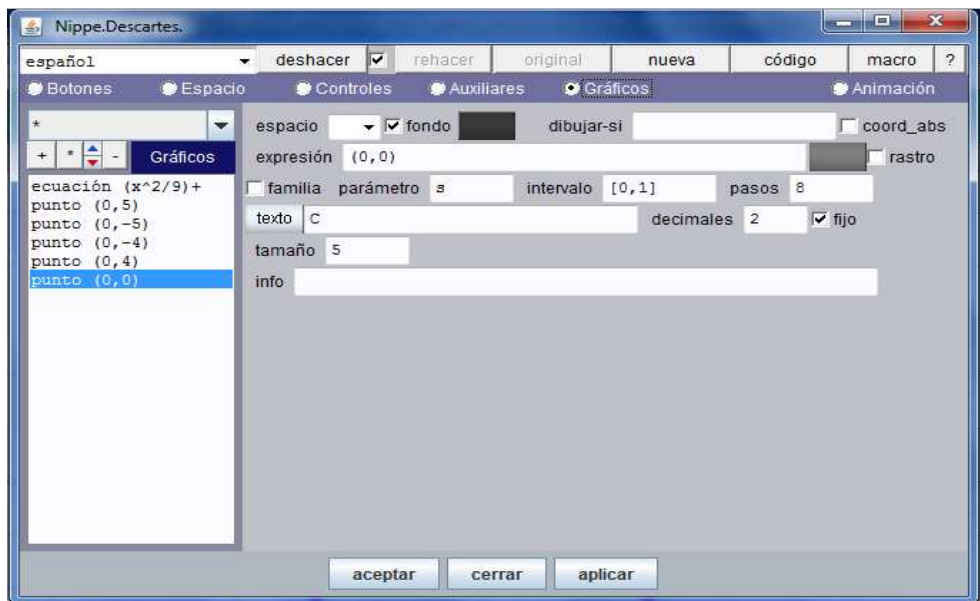 Nippe.Descartes.
español deshacer rehacer original nueva código macro ?
Botones Espacio Controles Auxiliares Gráficos Animación
* espacio fondo dibujar-si coord_abs
+ * - Gráficos expresión (0,0) rastro
ecuación (x^2/9)+ familia parámetro s intervalo [0,1] pasos 8
punto (0,5)
punto (0,-5) texto C decimales 2 fijo
punto (0,-4)
punto (0,4) tamaño 5
punto (0,0) info
aceptar cerrar aplicar